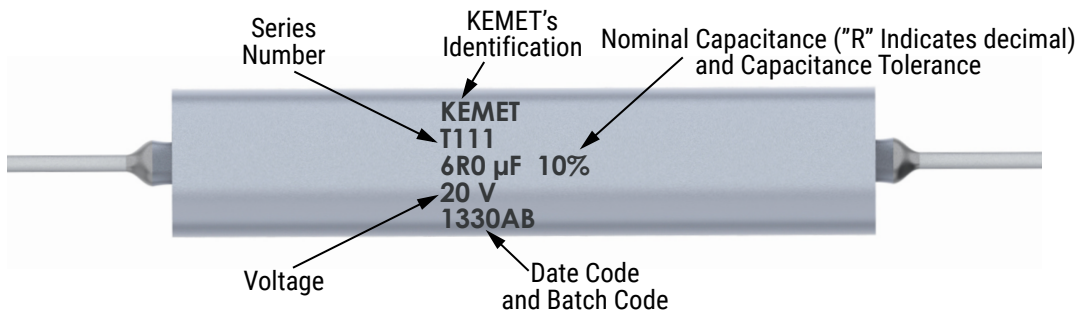 Series
Number
KEMET's
Identification
Nominal Capacitance ("R" Indicates decimal)
and Capacitance Tolerance
KEMET
T111
6R0 µF 10%
20 V
1330AB
Voltage
Date Code
and Batch Code